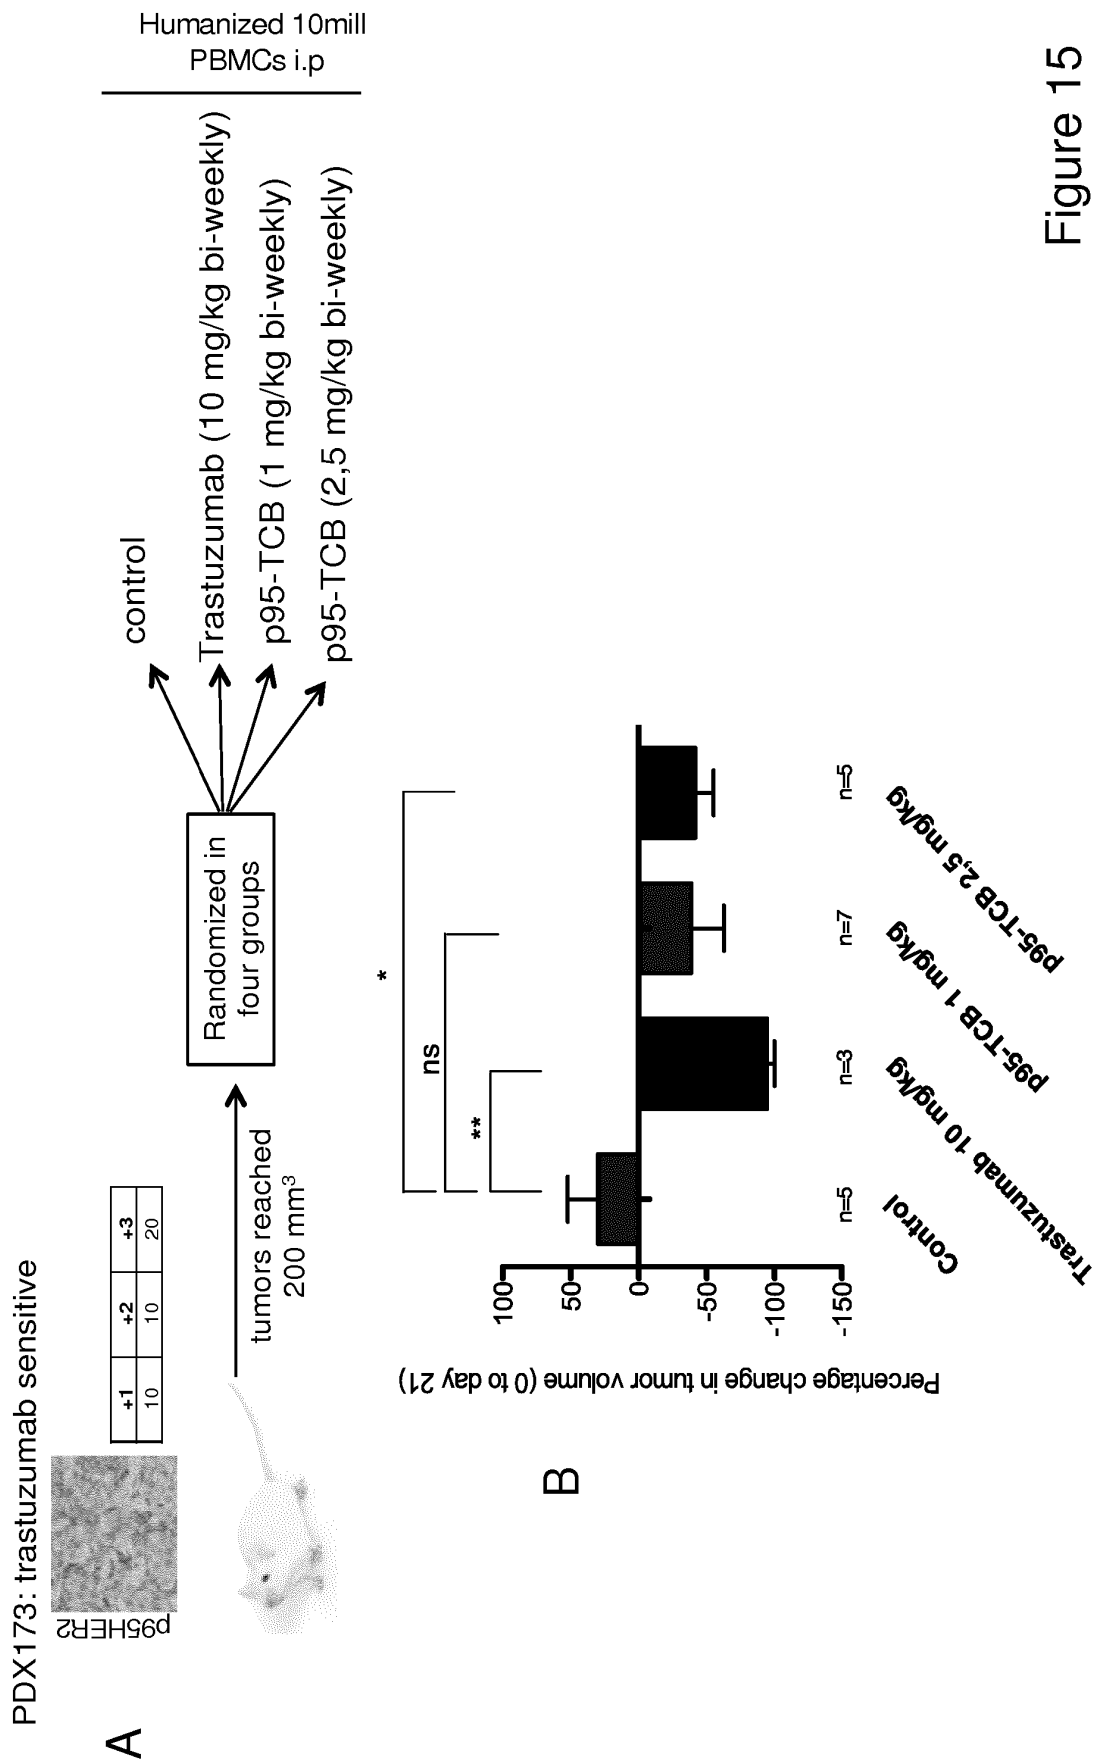 PDX173: trastuzumab sensitive
A
p95HER2
+1 +2 +3
10 10 20
tumors reached
200 mm³
Randomized in
four groups
control
Trastuzumab (10 mg/kg bi-weekly)
p95-TCB (1 mg/kg bi-weekly)
p95-TCB (2,5 mg/kg bi-weekly)
Humanized 10mill
PBMCs i.p
B
Percentage change in tumor volume (0 to day 21)
100
50
0
-50
-100
-150
*
ns
**
n=5
n=3
n=7
n=5
Control
Trastuzumab 10 mg/kg
p95-TCB 1 mg/kg
p95-TCB 2,5 mg/kg
Figure 15